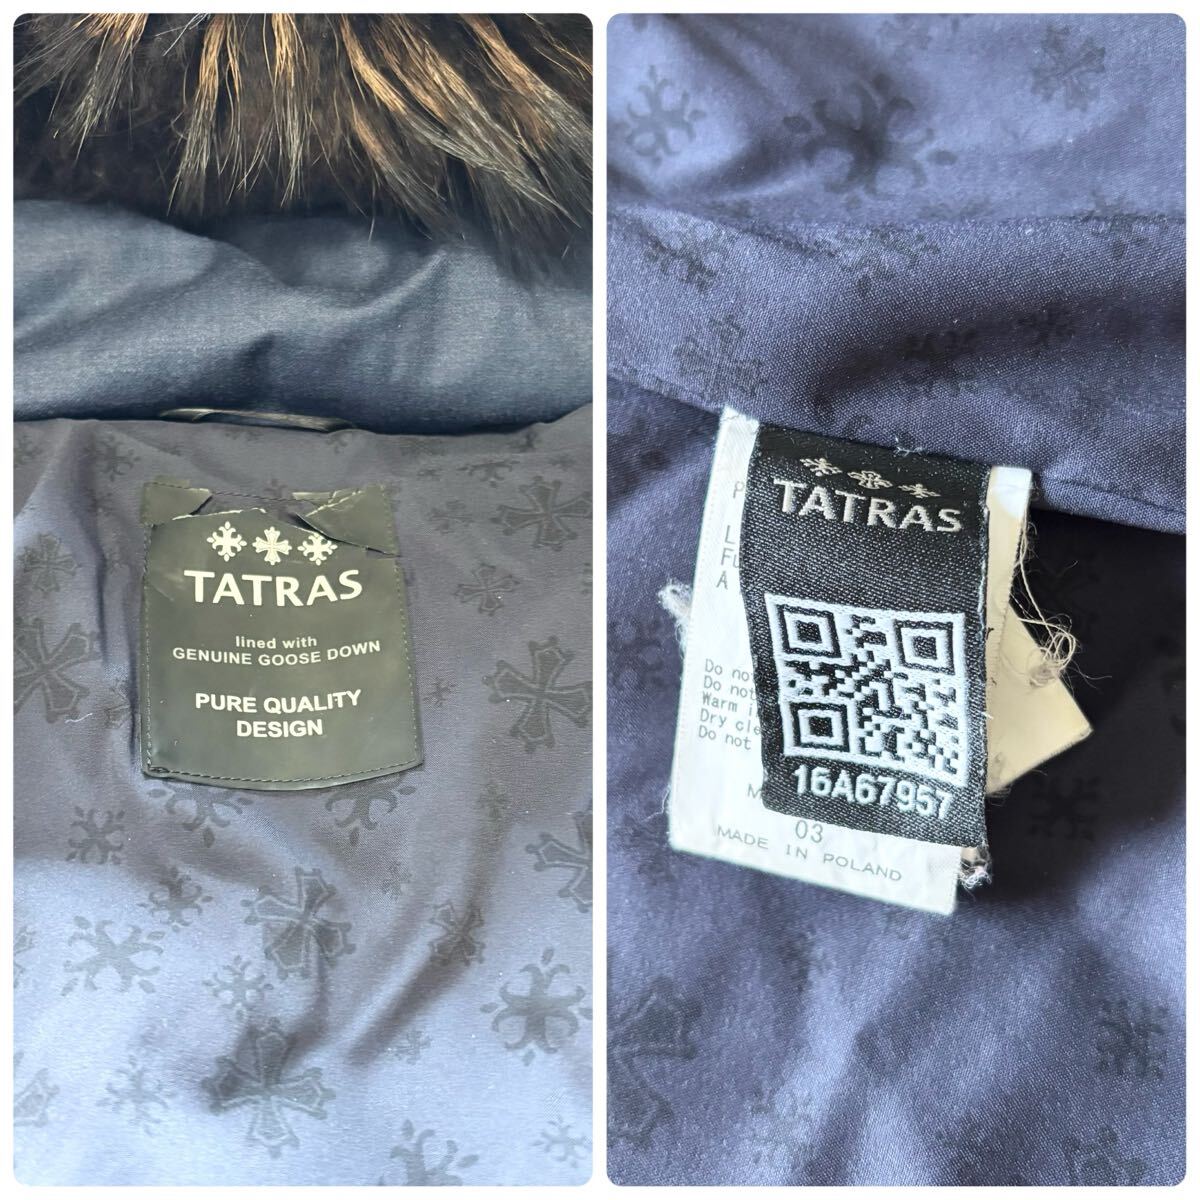 TATRAS
lined with
GENUINE GOOSE DOWN
PURE QUALITY
DESIGN
TATRAS
16A67957
P
L
A
Do not
Do not
Warm
Dry
Do not
M
03
MADE IN POLAND